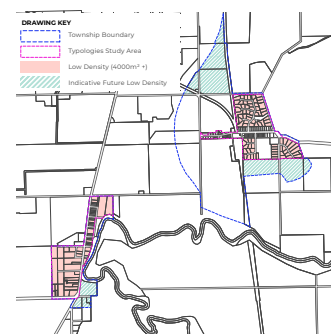 DRAWING KEY
Township Boundary
Typologies Study Area
Low Density (4000m² +)
Indicative Future Low Density